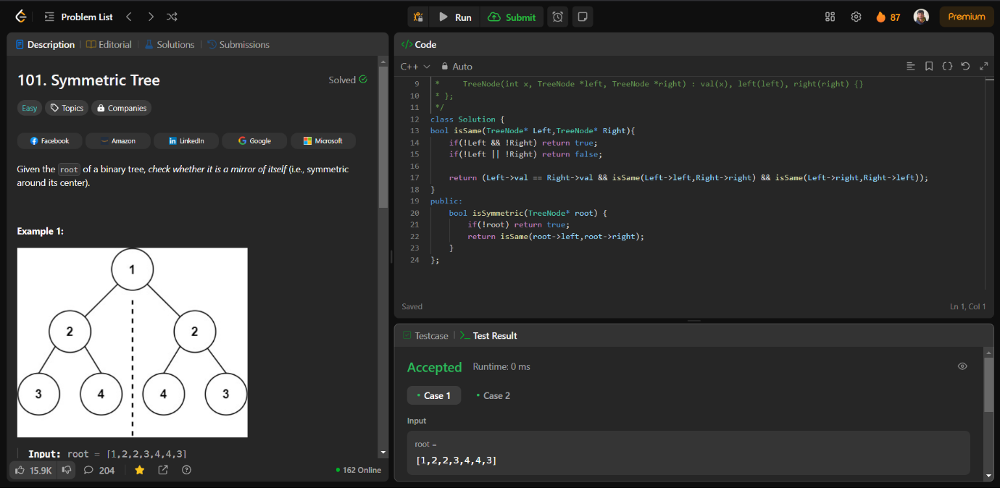 Problem List
Run
Submit
87
Premium
Description
Editorial
Solutions
Submissions
101. Symmetric Tree
Solved
Easy
Topics
Companies
Facebook
Amazon
LinkedIn
Google
Microsoft
Given the root of a binary tree, check whether it is a mirror of itself (i.e., symmetric
around its center).
Example 1:
1
2
2
3
4
4
3
Input: root = [1,2,2,3,4,4,3]
15.9K
204
162 Online
</> Code
C++
Auto
9 *     TreeNode(int x, TreeNode *left, TreeNode *right) : val(x), left(left), right(right) {}
10 * };
11 */
12 class Solution {
13 bool isSame(TreeNode* Left,TreeNode* Right){
14     if(!Left && !Right) return true;
15     if(!Left || !Right) return false;
16
17     return (Left->val == Right->val && isSame(Left->left,Right->right) && isSame(Left->right,Right->left));
18 }
19 public:
20     bool isSymmetric(TreeNode* root) {
21         if(!root) return true;
22         return isSame(root->left,root->right);
23     }
24 };
Saved
Ln 1, Col 1
Testcase
Test Result
Accepted
Runtime: 0 ms
Case 1
Case 2
Input
root =
[1,2,2,3,4,4,3]